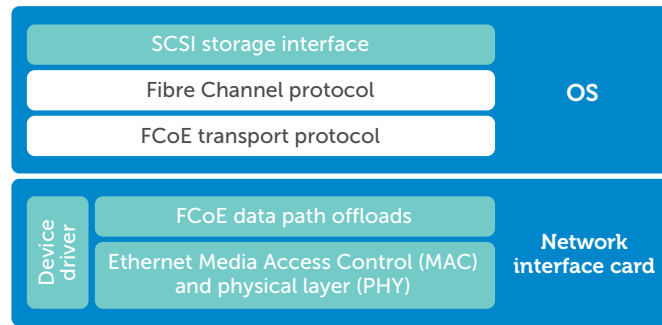 SCSI storage interface
Fibre Channel protocol
OS
FCoE transport protocol
Device
driver
FCoE data path offloads
Ethernet Media Access Control (MAC)
and physical layer (PHY)
Network
interface card